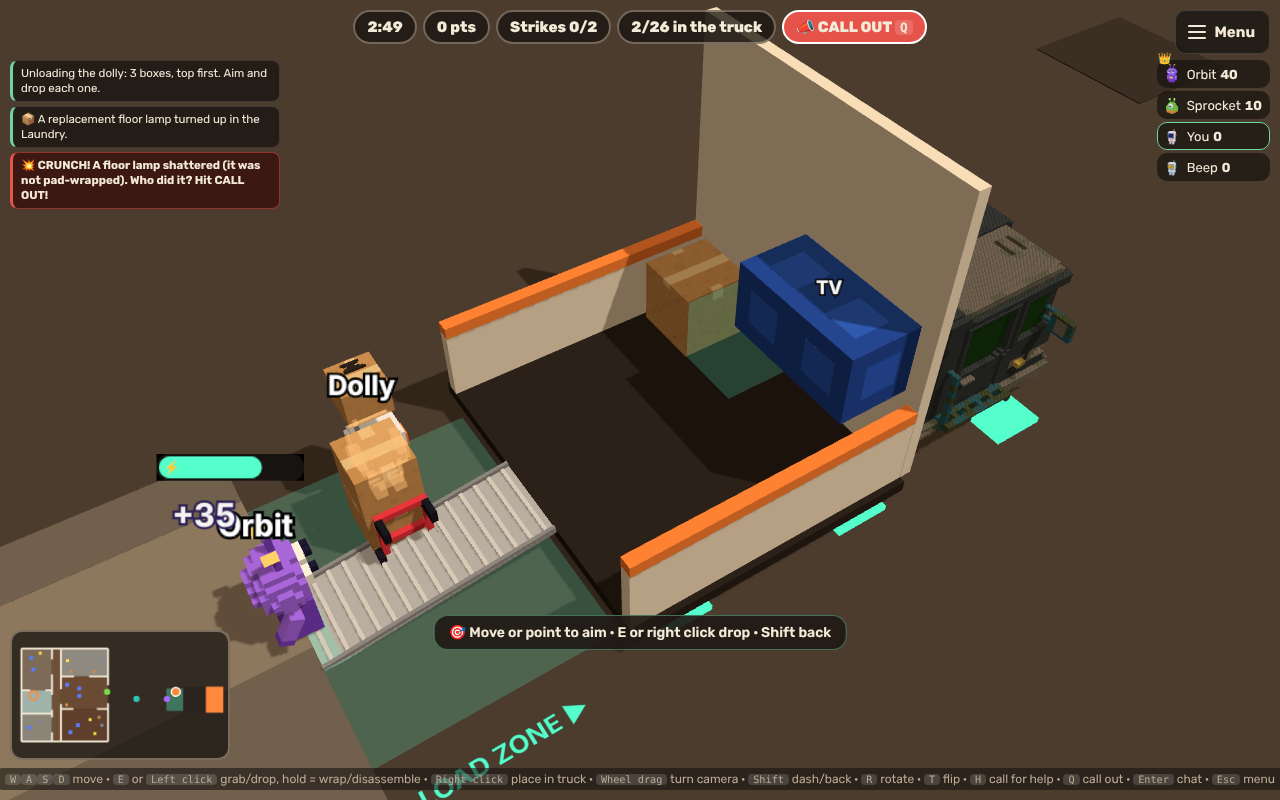 2:49
0 pts
Strikes 0/2
2/26 in the truck
CALL OUT Q
Menu
Unloading the dolly: 3 boxes, top first. Aim and
drop each one.
A replacement floor lamp turned up in the
Laundry.
CRUNCH! A floor lamp shattered (it was
not pad-wrapped). Who did it? Hit CALL
OUT!
Orbit 40
Sprocket 10
You 0
Beep 0
TV
Dolly
+35
Orbit
Move or point to aim • E or right click drop • Shift back
LOAD ZONE
W A S D move • E or Left click grab/drop, hold = wrap/disassemble • Right click place in truck • Wheel drag turn camera • Shift dash/back • R rotate • T flip • H call for help • Q call out • Enter chat • Esc menu